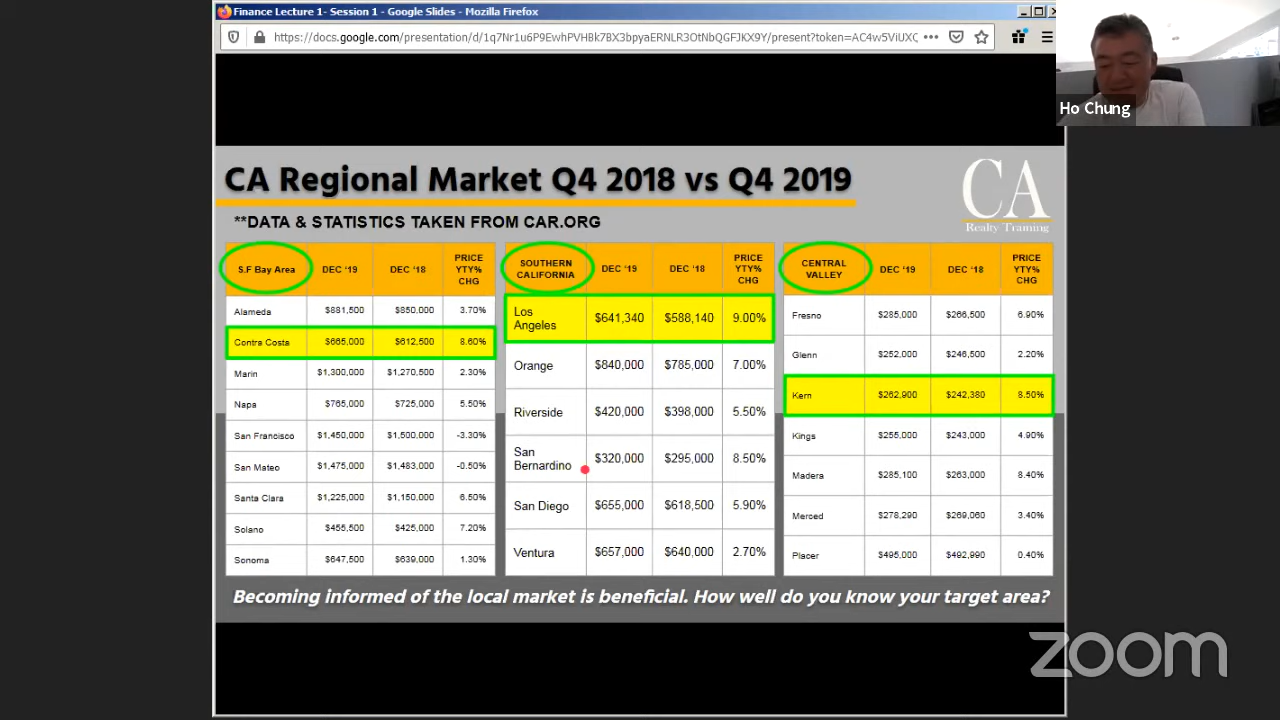 Finance Lecture 1- Session 1 - Google Slides - Mozilla Firefox
https://docs.google.com/presentation/d/1q7Nr1u6P9EwhPVHBk7BX3bpyaERNLR3OtNbQGFJKX9Y/present?token=AC4w5ViUXC
Ho Chung
CA Regional Market Q4 2018 vs Q4 2019
**DATA & STATISTICS TAKEN FROM CAR.ORG
CA
Realty Training
S.F Bay Area DEC '19 DEC '18 PRICE YTY% CHG
Alameda $881,500 $850,000 3.70%
Contra Costa $665,000 $612,500 8.60%
Marin $1,300,000 $1,270,500 2.30%
Napa $765,000 $725,000 5.50%
San Francisco $1,450,000 $1,500,000 -3.30%
San Mateo $1,475,000 $1,483,000 -0.50%
Santa Clara $1,225,000 $1,150,000 6.50%
Solano $455,500 $425,000 7.20%
Sonoma $647,500 $639,000 1.30%
SOUTHERN CALIFORNIA DEC '19 DEC '18 PRICE YTY% CHG
Los Angeles $641,340 $588,140 9.00%
Orange $840,000 $785,000 7.00%
Riverside $420,000 $398,000 5.50%
San Bernardino $320,000 $295,000 8.50%
San Diego $655,000 $618,500 5.90%
Ventura $657,000 $640,000 2.70%
CENTRAL VALLEY DEC '19 DEC '18 PRICE YTY% CHG
Fresno $285,000 $266,500 6.90%
Glenn $252,000 $246,500 2.20%
Kern $262,900 $242,380 8.50%
Kings $255,000 $243,000 4.90%
Madera $285,100 $263,000 8.40%
Merced $278,290 $269,060 3.40%
Placer $495,000 $492,990 0.40%
Becoming informed of the local market is beneficial. How well do you know your target area?
zoom